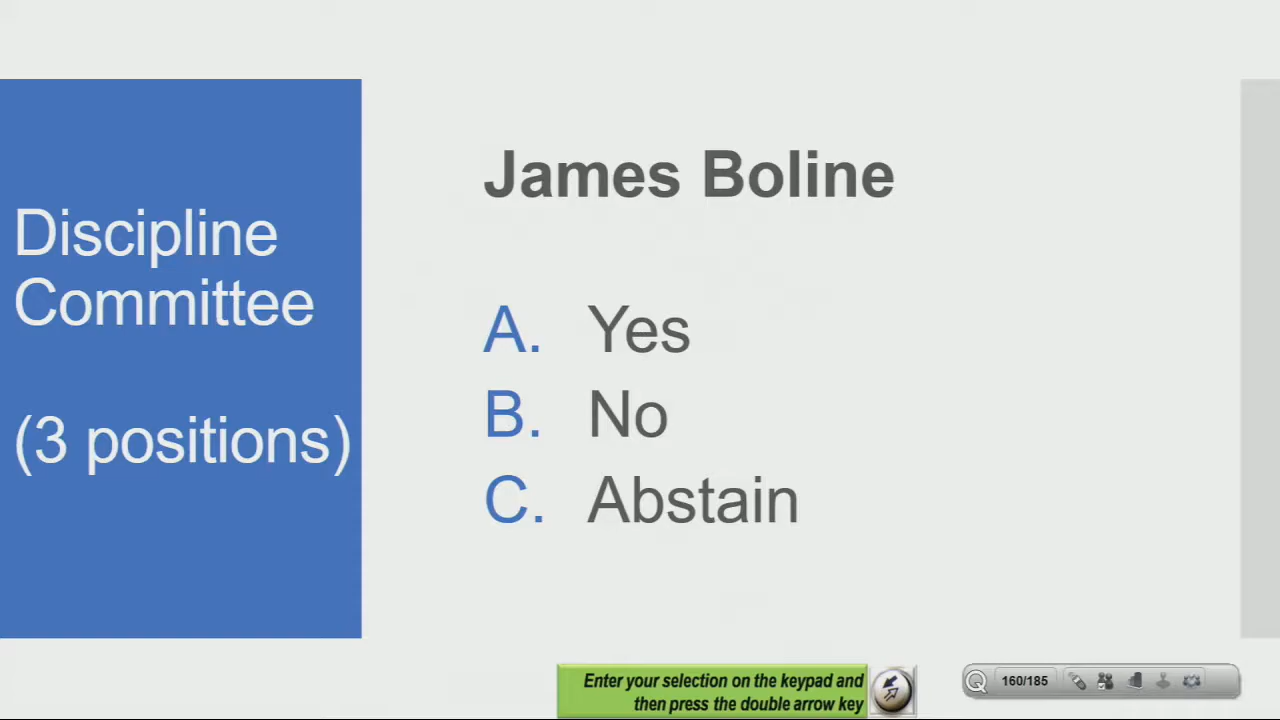 Discipline
Committee
(3 positions)
James Boline
A. Yes
B. No
C. Abstain
Enter your selection on the keypad and
then press the double arrow key
160/185